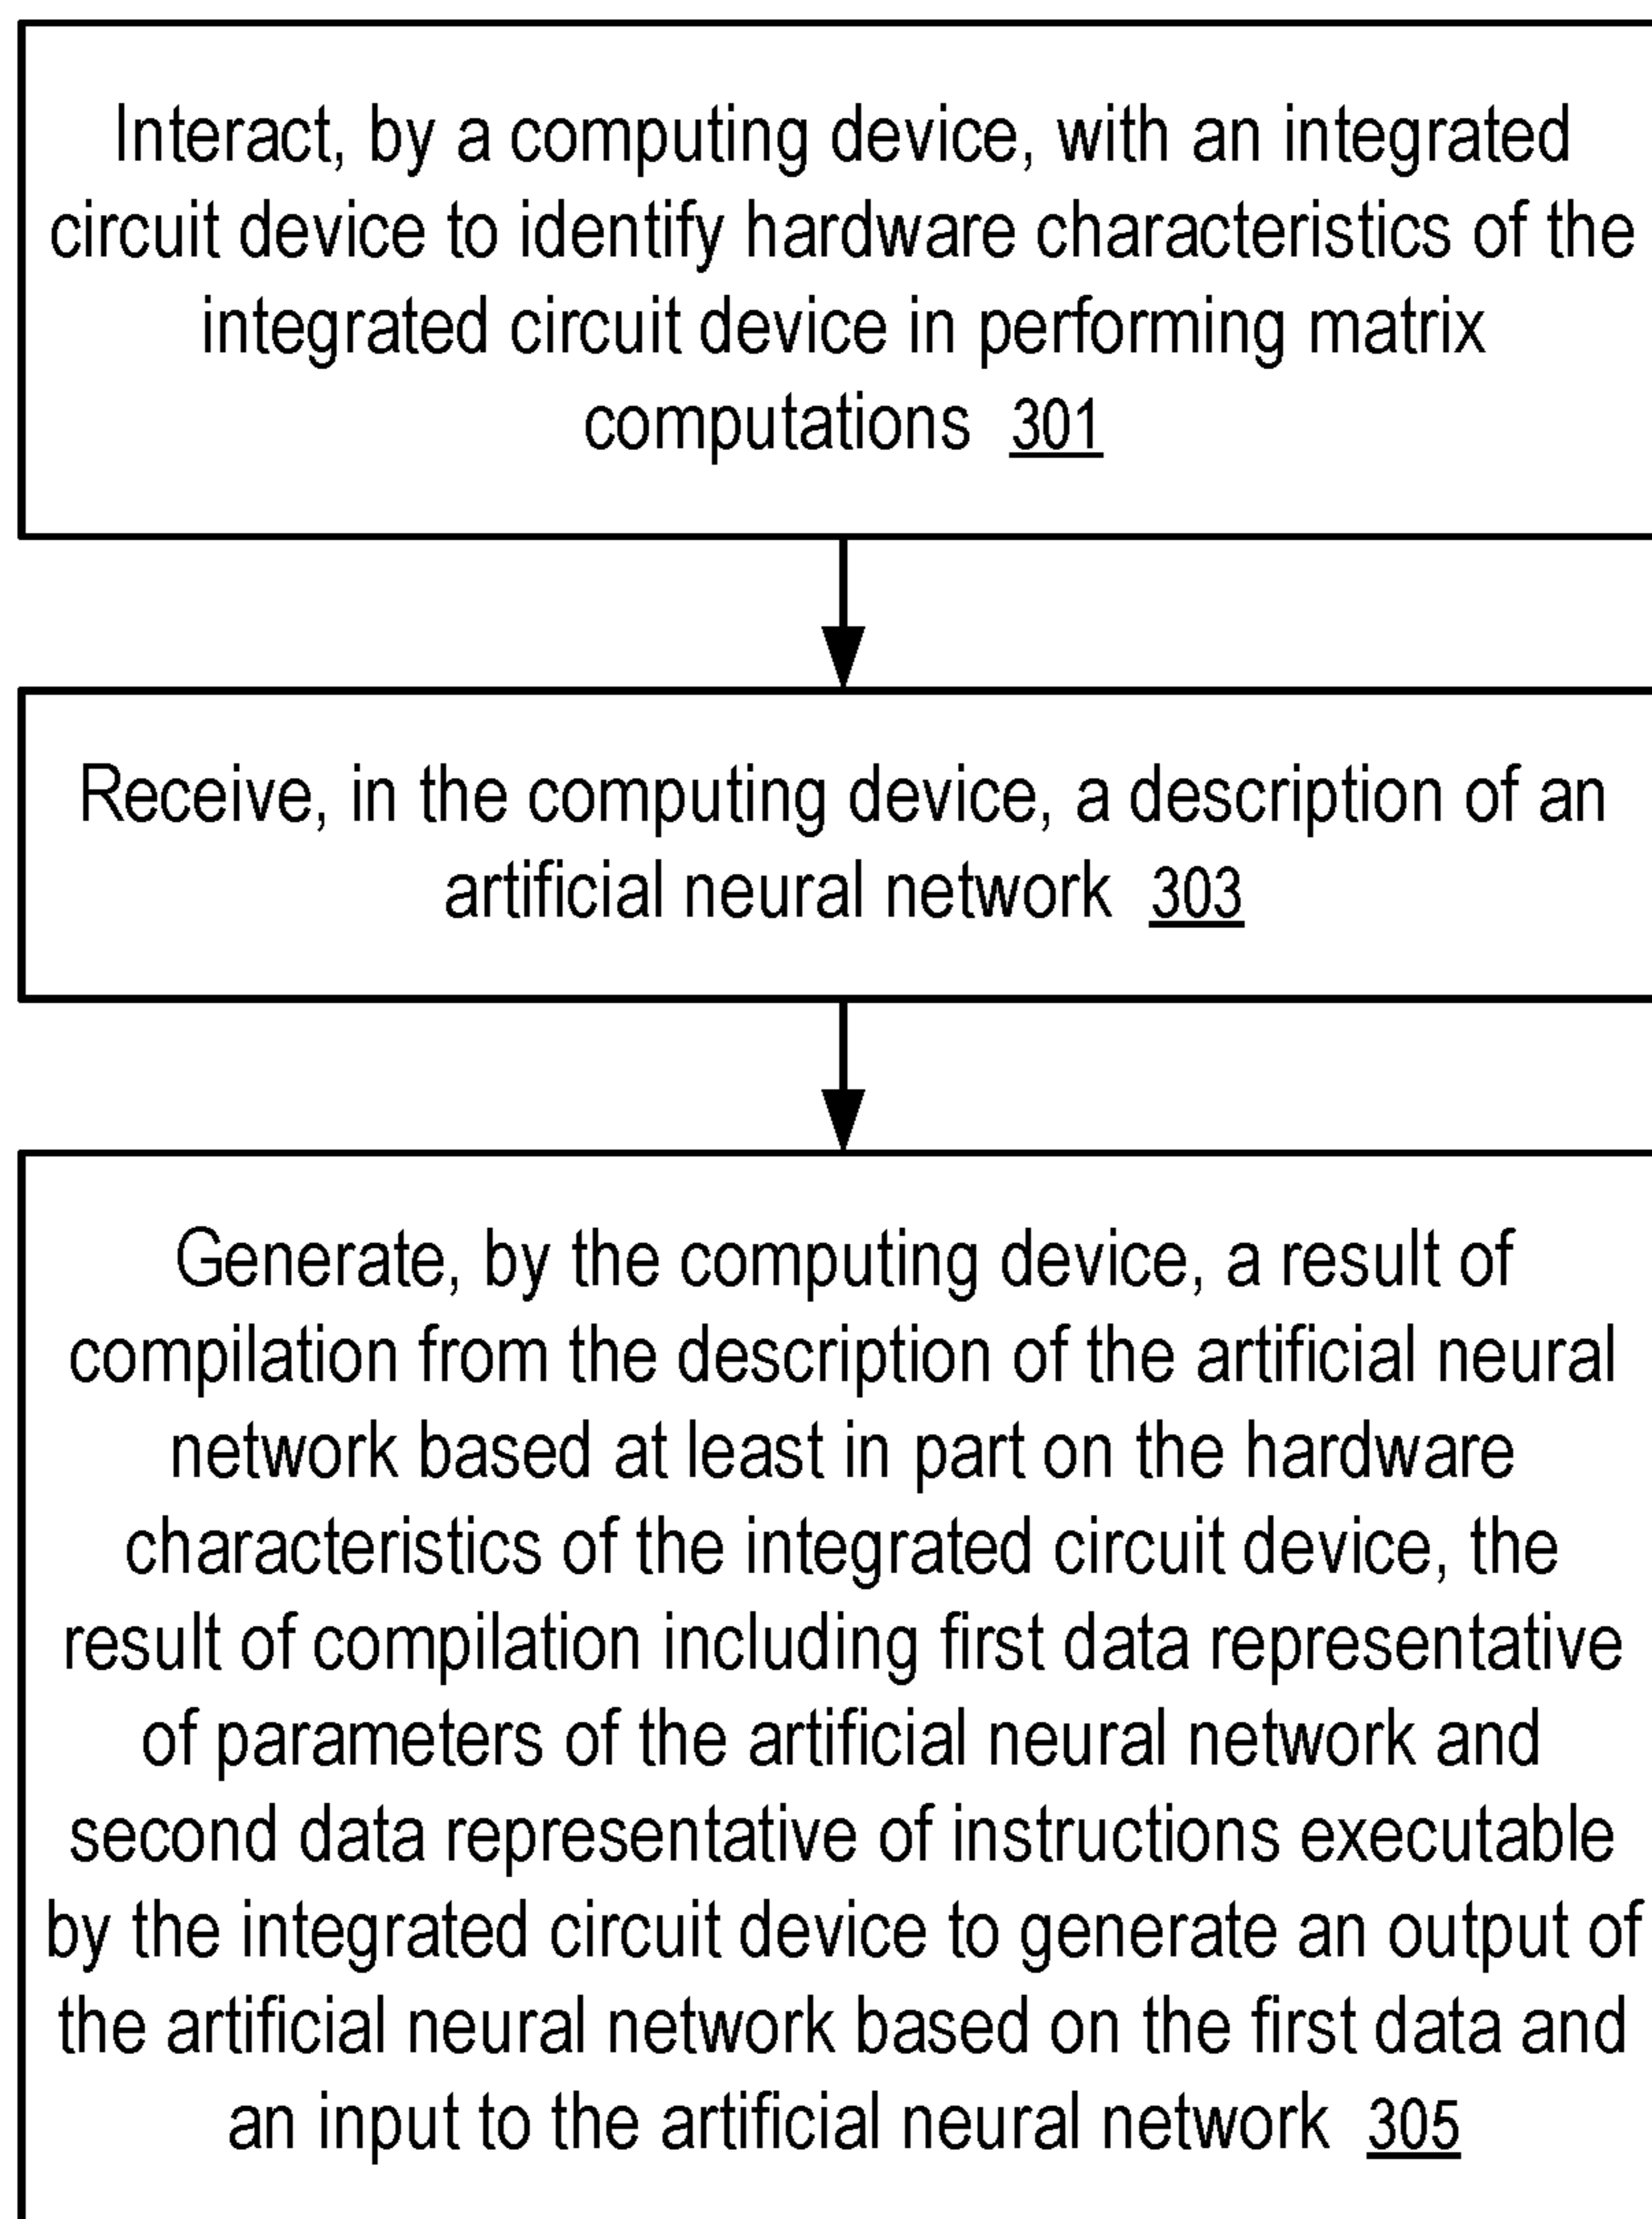 Interact, by a computing device, with an integrated
circuit device to identify hardware characteristics of the
integrated circuit device in performing matrix
computations 301
Receive, in the computing device, a description of an
artificial neural network 303
Generate, by the computing device, a result of
compilation from the description of the artificial neural
network based at least in part on the hardware
characteristics of the integrated circuit device, the
result of compilation including first data representative
of parameters of the artificial neural network and
second data representative of instructions executable
by the integrated circuit device to generate an output of
the artificial neural network based on the first data and
an input to the artificial neural network 305